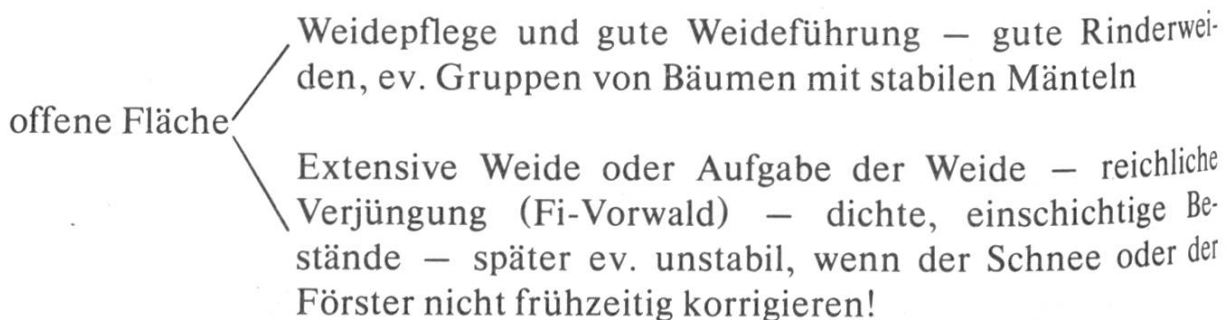 Weidepflege und gute Weideführung — gute Rinderwei-
den, ev. Gruppen von Bäumen mit stabilen Mänteln
offene Fläche
Extensive Weide oder Aufgabe der Weide — reichliche
Verjüngung (Fi-Vorwald) — dichte, einschichtige Be-
stände — später ev. unstabil, wenn der Schnee oder der
Förster nicht frühzeitig korrigieren!